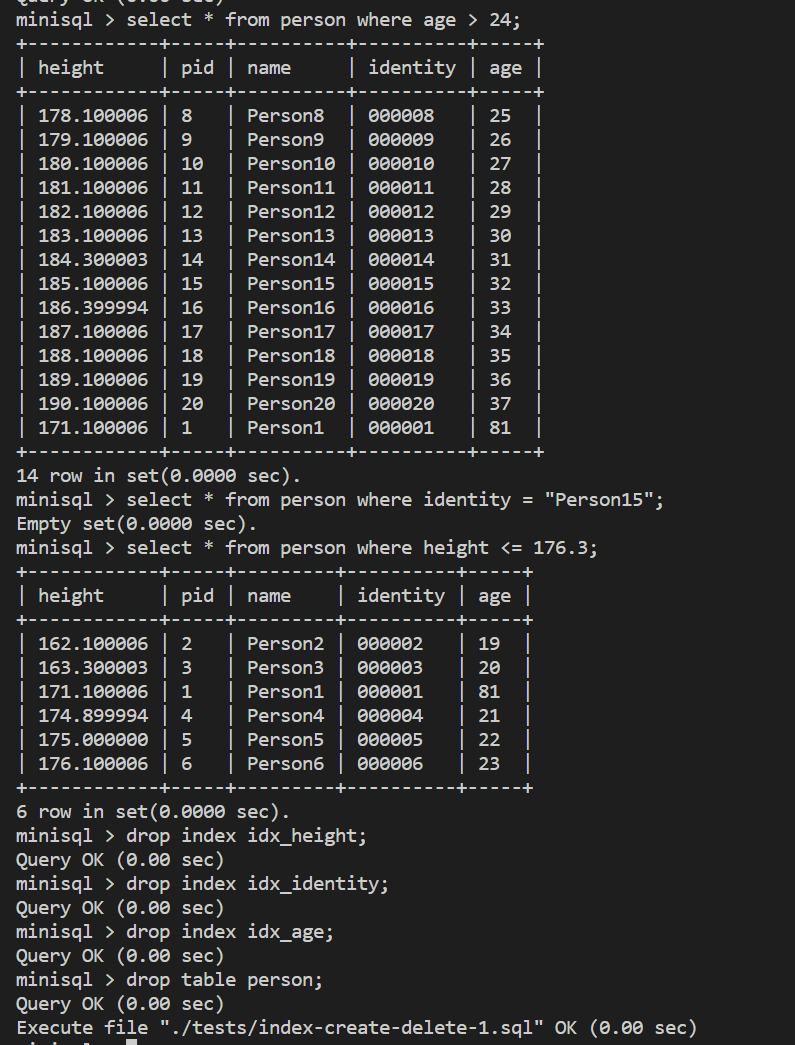 Query OK (0.00 sec)
minisql > select * from person where age > 24;
+------------+-----+----------+----------+-----+
| height     | pid | name     | identity | age |
+------------+-----+----------+----------+-----+
| 178.100006 | 8   | Person8  | 000008   | 25  |
| 179.100006 | 9   | Person9  | 000009   | 26  |
| 180.100006 | 10  | Person10 | 000010   | 27  |
| 181.100006 | 11  | Person11 | 000011   | 28  |
| 182.100006 | 12  | Person12 | 000012   | 29  |
| 183.100006 | 13  | Person13 | 000013   | 30  |
| 184.300003 | 14  | Person14 | 000014   | 31  |
| 185.100006 | 15  | Person15 | 000015   | 32  |
| 186.399994 | 16  | Person16 | 000016   | 33  |
| 187.100006 | 17  | Person17 | 000017   | 34  |
| 188.100006 | 18  | Person18 | 000018   | 35  |
| 189.100006 | 19  | Person19 | 000019   | 36  |
| 190.100006 | 20  | Person20 | 000020   | 37  |
| 171.100006 | 1   | Person1  | 000001   | 81  |
+------------+-----+----------+----------+-----+
14 row in set(0.0000 sec).
minisql > select * from person where identity = "Person15";
Empty set(0.0000 sec).
minisql > select * from person where height <= 176.3;
+------------+-----+---------+----------+-----+
| height     | pid | name    | identity | age |
+------------+-----+---------+----------+-----+
| 162.100006 | 2   | Person2 | 000002   | 19  |
| 163.300003 | 3   | Person3 | 000003   | 20  |
| 171.100006 | 1   | Person1 | 000001   | 81  |
| 174.899994 | 4   | Person4 | 000004   | 21  |
| 175.000000 | 5   | Person5 | 000005   | 22  |
| 176.100006 | 6   | Person6 | 000006   | 23  |
+------------+-----+---------+----------+-----+
6 row in set(0.0000 sec).
minisql > drop index idx_height;
Query OK (0.00 sec)
minisql > drop index idx_identity;
Query OK (0.00 sec)
minisql > drop index idx_age;
Query OK (0.00 sec)
minisql > drop table person;
Query OK (0.00 sec)
Execute file "./tests/index-create-delete-1.sql" OK (0.00 sec)